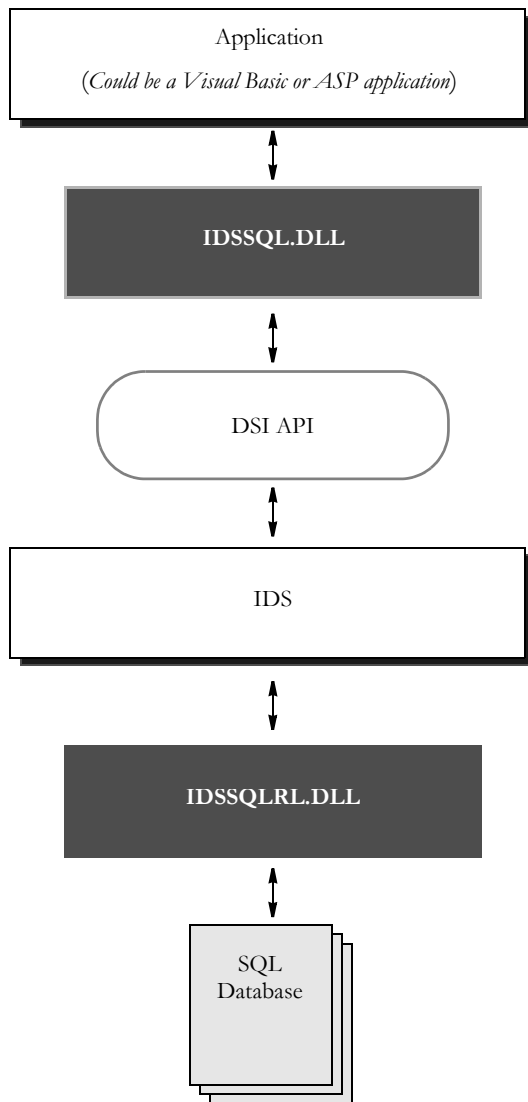 Application
(Could be a Visual Basic or ASP application)
IDSSQL.DLL
DSI API
IDS
IDSSQLRL.DLL
SQL
Database